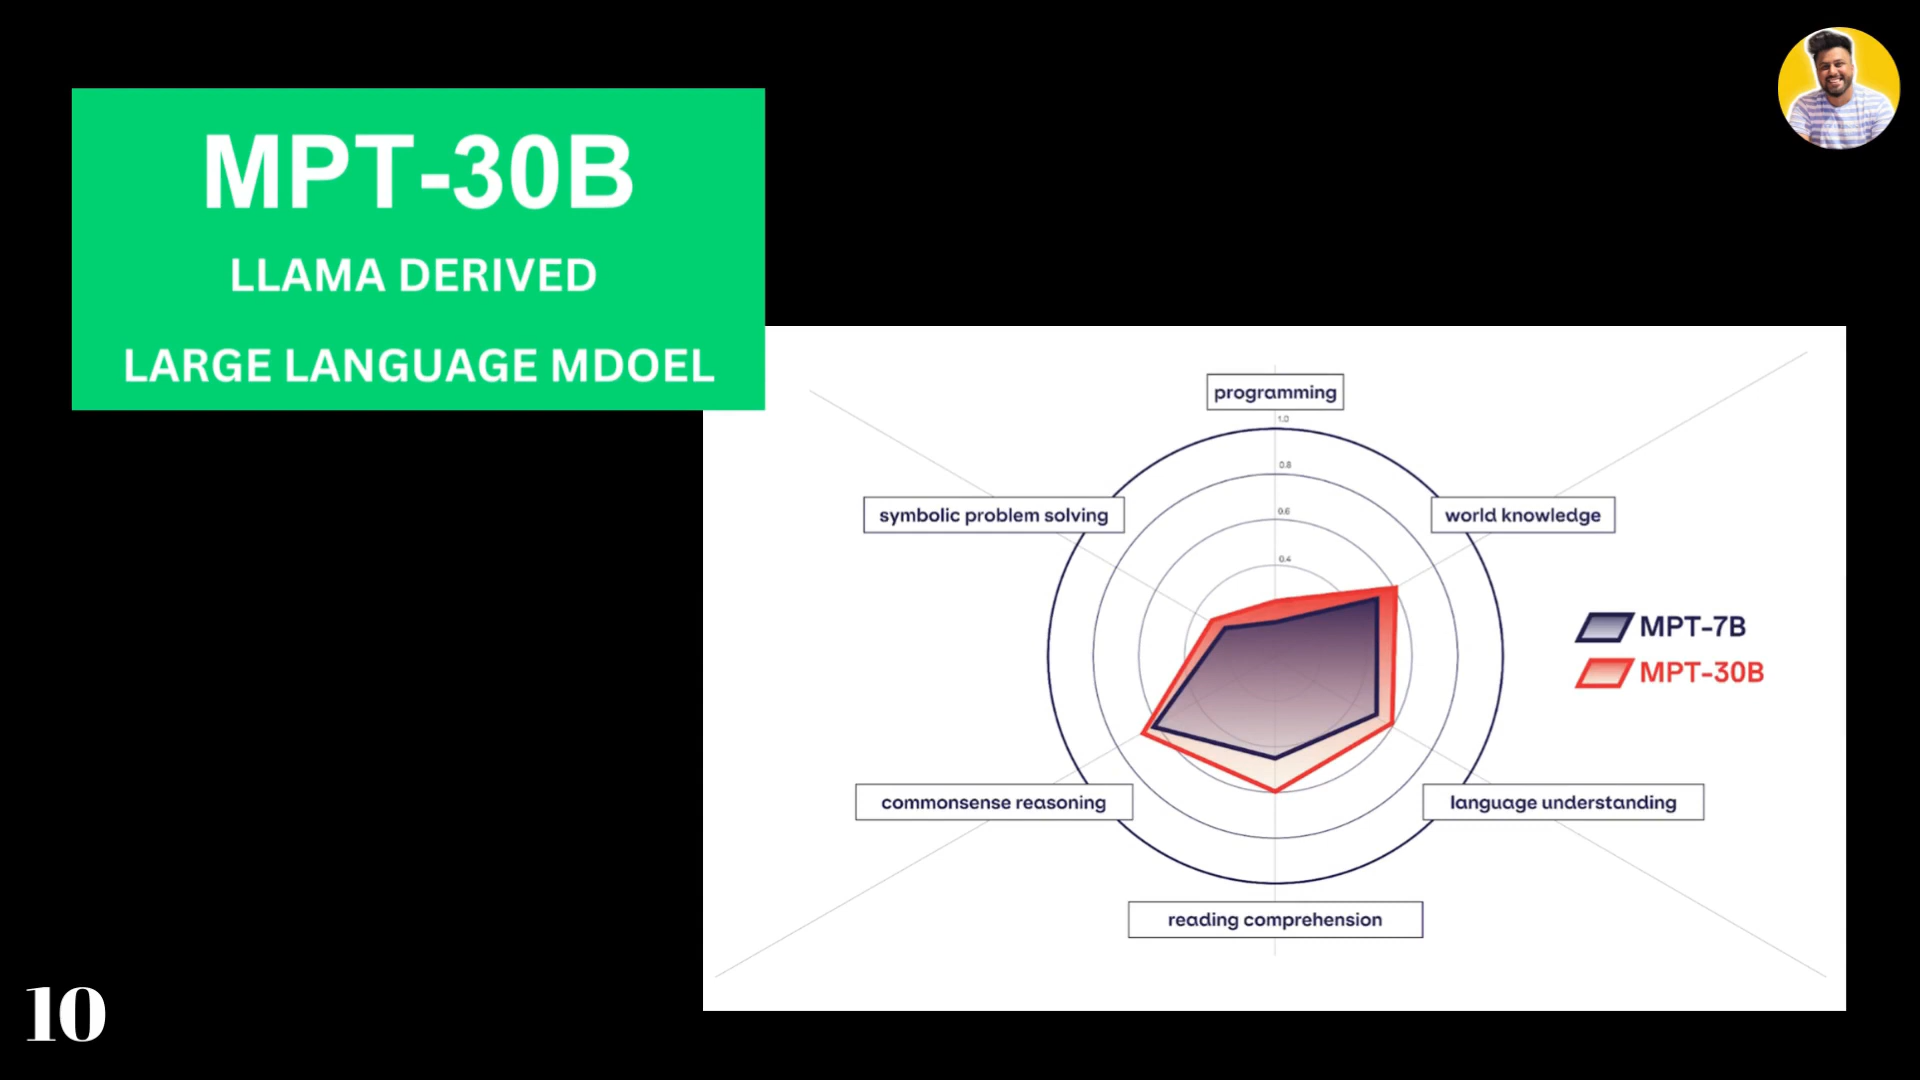 MPT-30B
LLAMA DERIVED
LARGE LANGUAGE MDOEL
programming
1.0
0.8
0.6
0.4
symbolic problem solving
world knowledge
MPT-7B
MPT-30B
commonsense reasoning
language understanding
reading comprehension
10